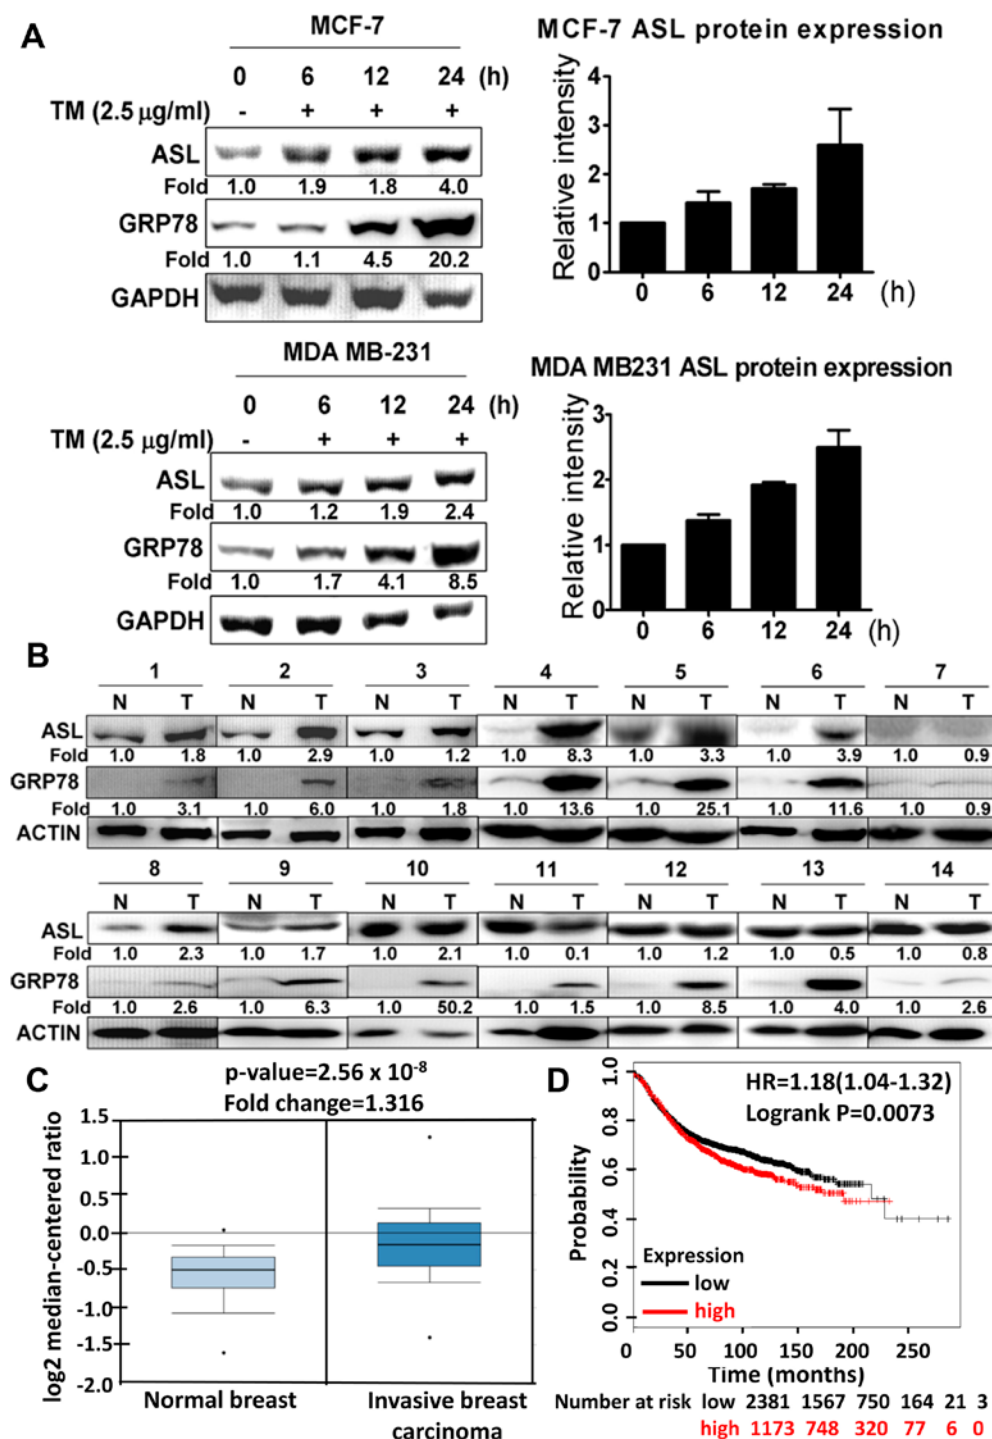 A
MCF-7
0 6 12 24 (h)
TM (2.5 µg/ml) - + + +
ASL
Fold 1.0 1.9 1.8 4.0
GRP78
Fold 1.0 1.1 4.5 20.2
GAPDH
MCF-7 ASL protein expression
Relative intensity
4
3
2
1
0
0 6 12 24 (h)
MDA MB-231
0 6 12 24 (h)
TM (2.5 µg/ml) - + + +
ASL
Fold 1.0 1.2 1.9 2.4
GRP78
Fold 1.0 1.7 4.1 8.5
GAPDH
MDA MB231 ASL protein expression
Relative intensity
3
2
1
0
0 6 12 24 (h)
B
1 2 3 4 5 6 7
N T N T N T N T N T N T N T
ASL
Fold 1.0 1.8 1.0 2.9 1.0 1.2 1.0 8.3 1.0 3.3 1.0 3.9 1.0 0.9
GRP78
Fold 1.0 3.1 1.0 6.0 1.0 1.8 1.0 13.6 1.0 25.1 1.0 11.6 1.0 0.9
ACTIN
8 9 10 11 12 13 14
N T N T N T N T N T N T N T
ASL
Fold 1.0 2.3 1.0 1.7 1.0 2.1 1.0 0.1 1.0 1.2 1.0 0.5 1.0 0.8
GRP78
Fold 1.0 2.6 1.0 6.3 1.0 50.2 1.0 1.5 1.0 8.5 1.0 4.0 1.0 2.6
ACTIN
C
p-value=2.56 x 10⁻⁸
Fold change=1.316
log2 median-centered ratio
1.5
1.0
0.5
0.0
-0.5
-1.0
-1.5
-2.0
Normal breast
Invasive breast
carcinoma
D
HR=1.18(1.04-1.32)
Logrank P=0.0073
Probability
1.0
0.8
0.6
0.4
0.2
0.0
Expression
low
high
0 50 100 150 200 250
Time (months)
Number at risk low 2381 1567 750 164 21 3
high 1173 748 320 77 6 0